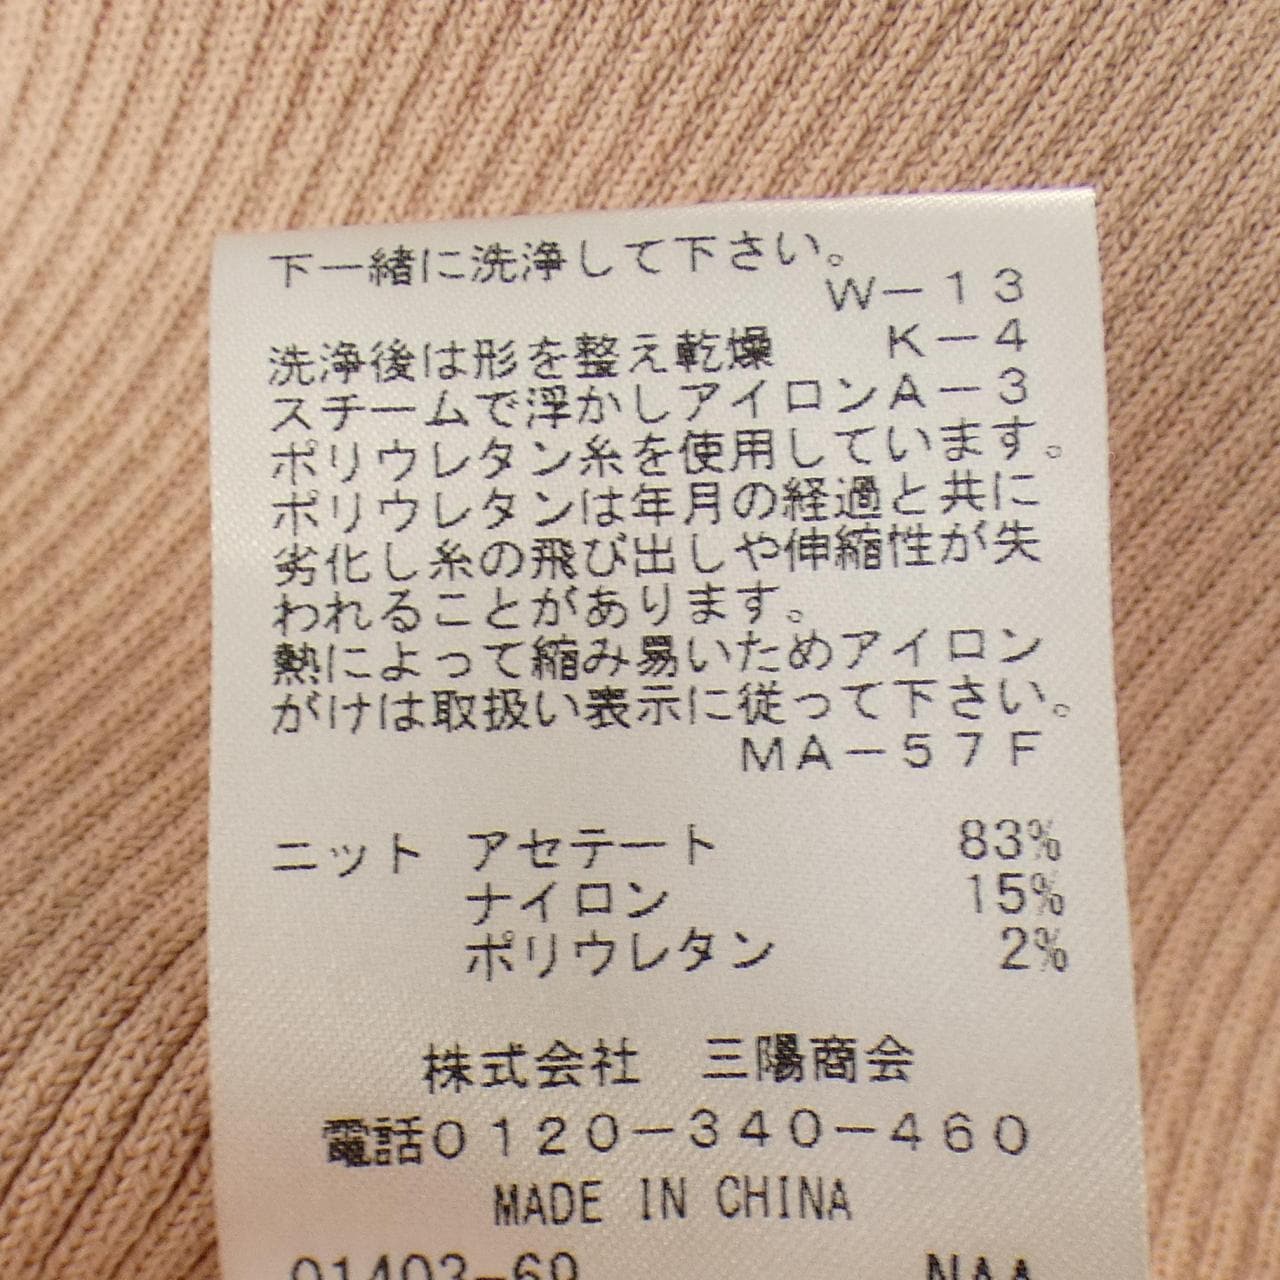 下一緒に洗浄して下さい。
W－13
洗浄後は形を整え乾燥 K－4
スチームで浮かしアイロンA－3
ポリウレタン糸を使用しています。
ポリウレタンは年月の経過と共に
劣化し糸の飛び出しや伸縮性が失
われることがあります。
熱によって縮み易いためアイロン
がけは取扱い表示に従って下さい。
MA－57F
ニット アセテート 83%
ナイロン 15%
ポリウレタン 2%
株式会社 三陽商会
電話0120－340－460
MADE IN CHINA
01403-69 NAA